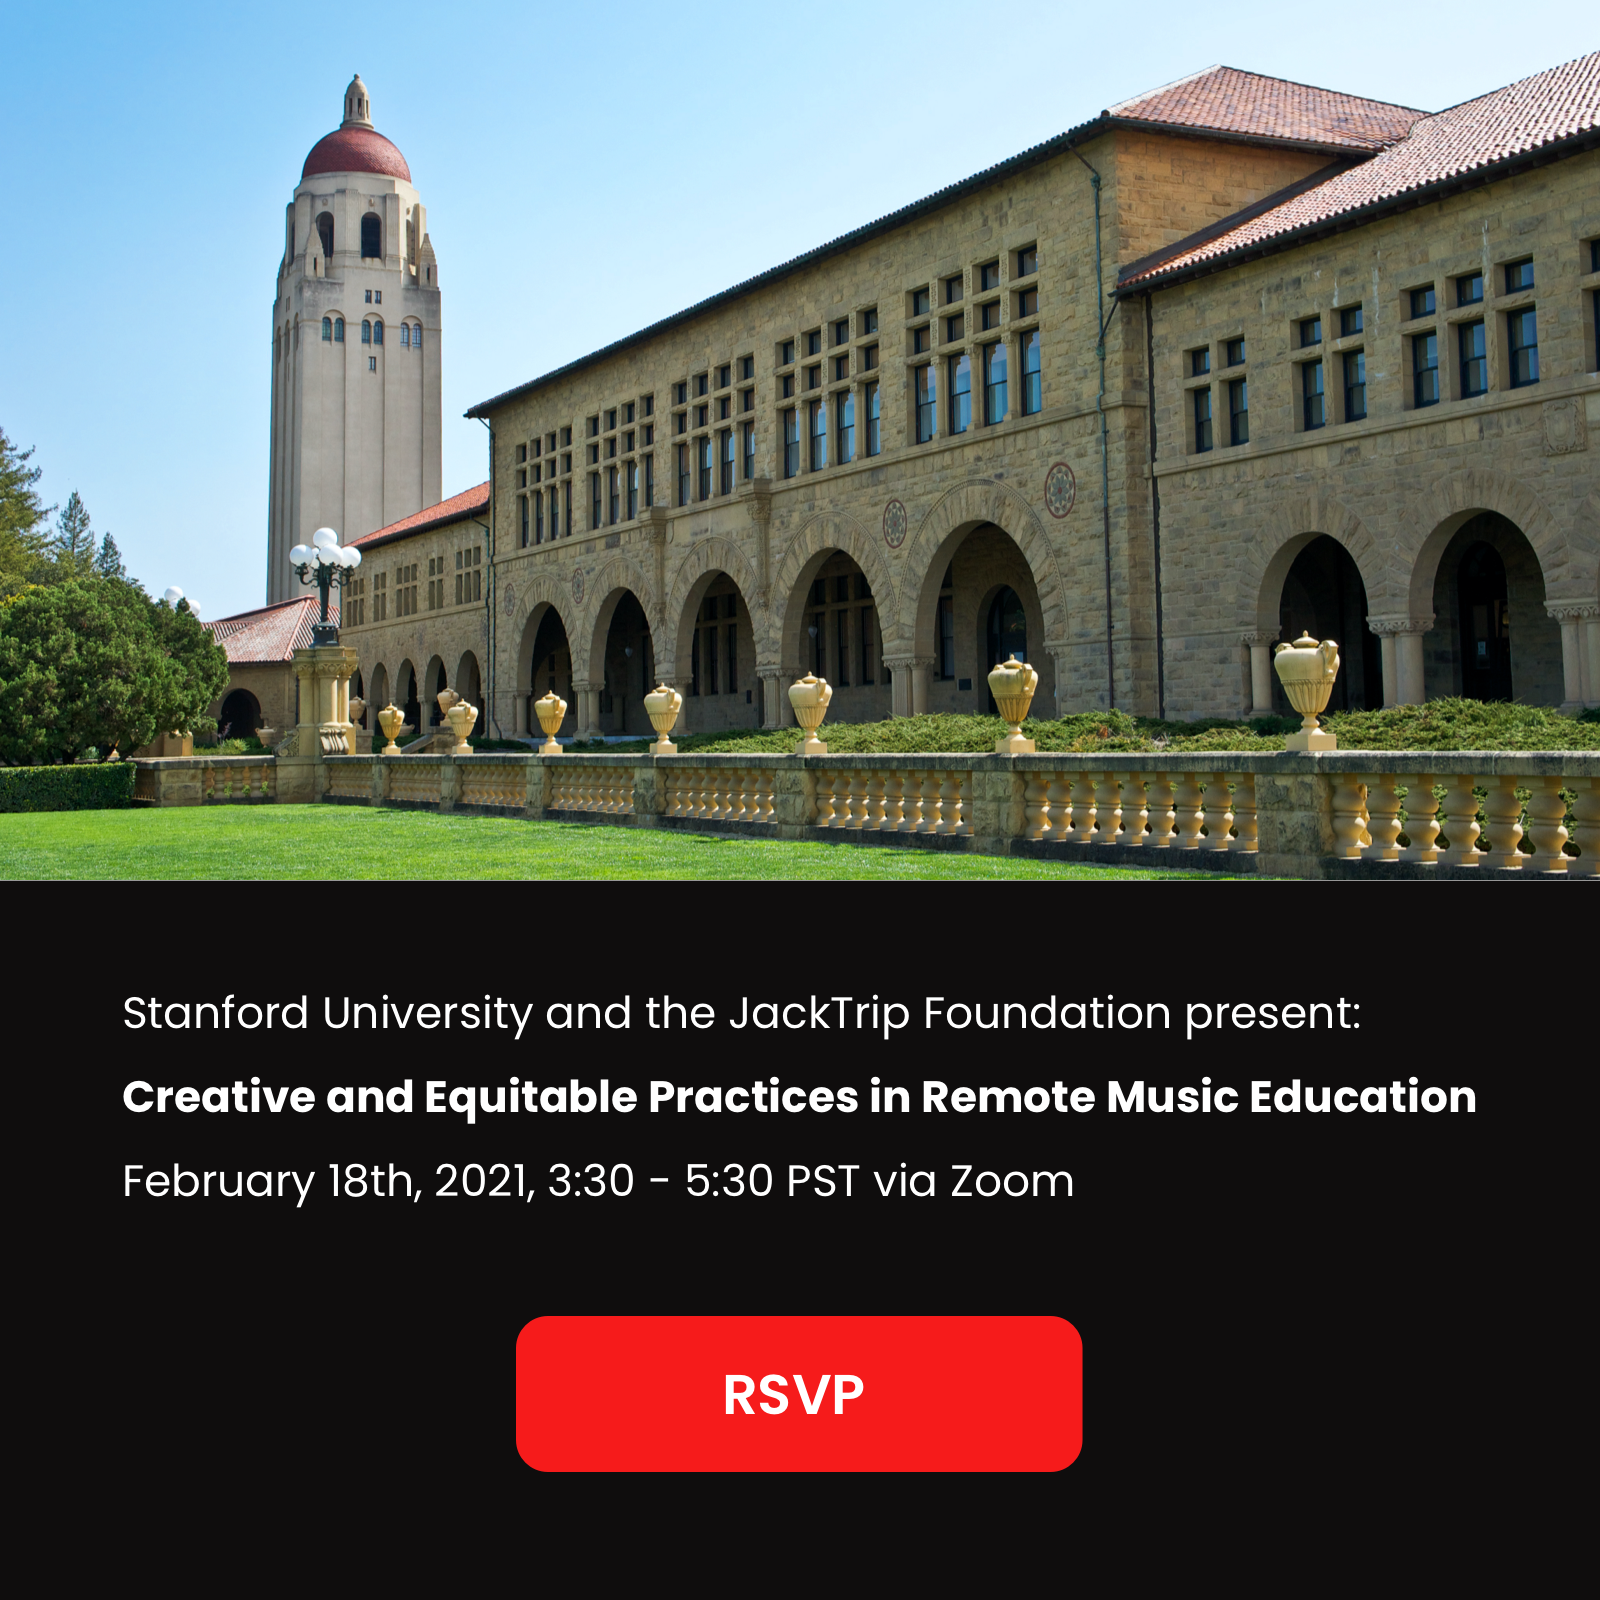 Stanford University and the JackTrip Foundation present:
Creative and Equitable Practices in Remote Music Education
February 18th, 2021, 3:30 - 5:30 PST via Zoom
RSVP